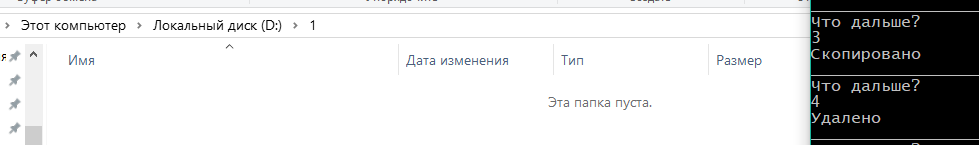 Этот компьютер > Локальный диск (D:) > 1
Имя Дата изменения Тип Размер
Эта папка пуста.
Что дальше?
3
Скопировано
Что дальше?
4
Удалено